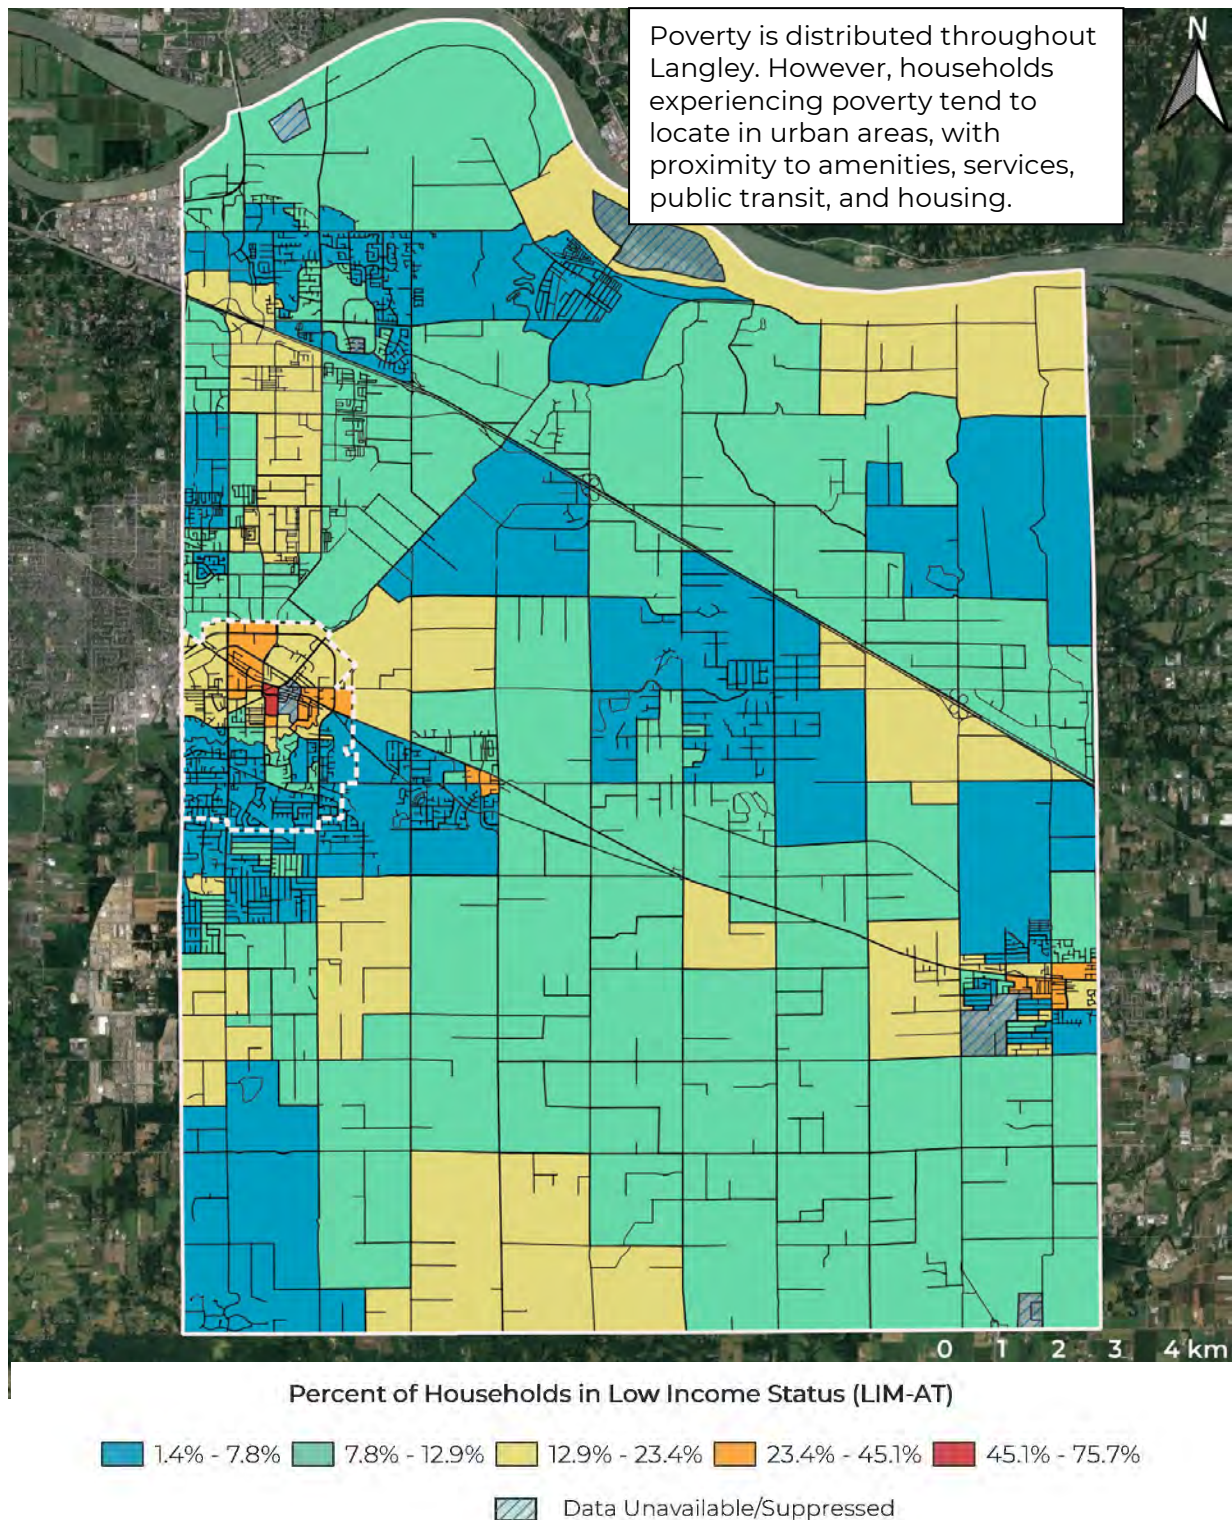 Poverty is distributed throughout
Langley. However, households
experiencing poverty tend to
locate in urban areas, with
proximity to amenities, services,
public transit, and housing.
N
0 1 2 3 4 km
Percent of Households in Low Income Status (LIM-AT)
1.4% - 7.8% 7.8% - 12.9% 12.9% - 23.4% 23.4% - 45.1% 45.1% - 75.7%
Data Unavailable/Suppressed